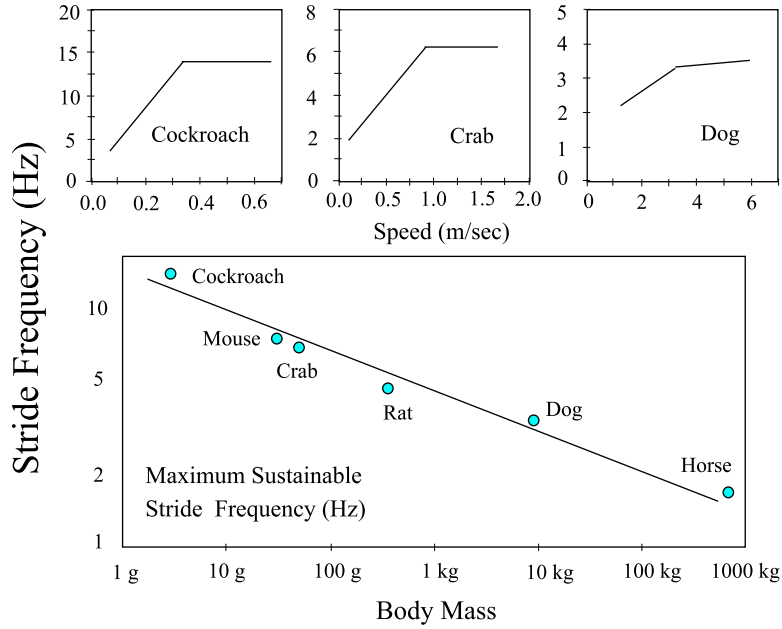 20
15
10
5
0
Cockroach
0.0 0.2 0.4 0.6
8
6
4
2
0
Crab
0.0 0.5 1.0 1.5 2.0
5
4
3
2
1
0
Dog
0 2 4 6
Speed (m/sec)
Stride Frequency (Hz)
10
5
2
1
Cockroach
Mouse
Crab
Rat
Dog
Horse
Maximum Sustainable
Stride Frequency (Hz)
1 g 10 g 100 g 1 kg 10 kg 100 kg 1000 kg
Body Mass